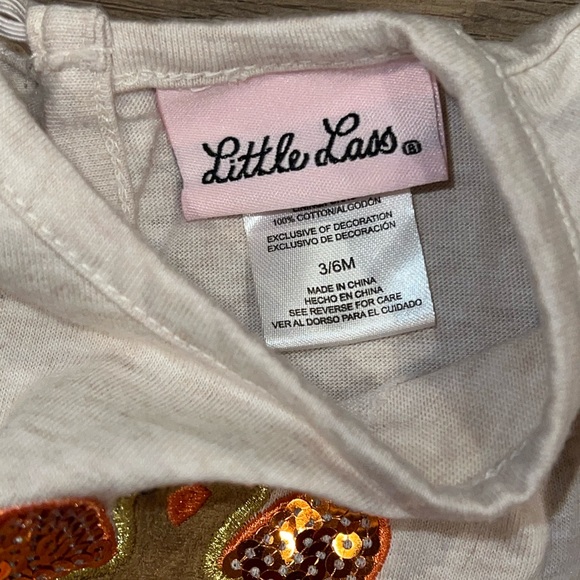 Little Lass ®
100% COTTON/ALGODÓN
EXCLUSIVE OF DECORATION
EXCLUSIVO DE DECORACIÓN
3/6M
MADE IN CHINA
HECHO EN CHINA
SEE REVERSE FOR CARE
VER AL DORSO PARA EL CUIDADO